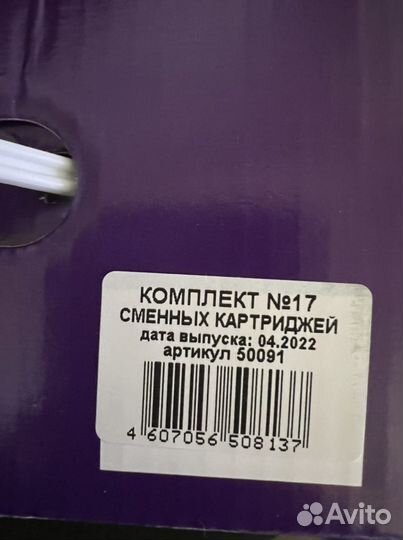 КОМПЛЕКТ №17
СМЕННЫХ КАРТРИДЖЕЙ
дата выпуска: 04.2022
артикул 50091
4 607056 508137
Avito